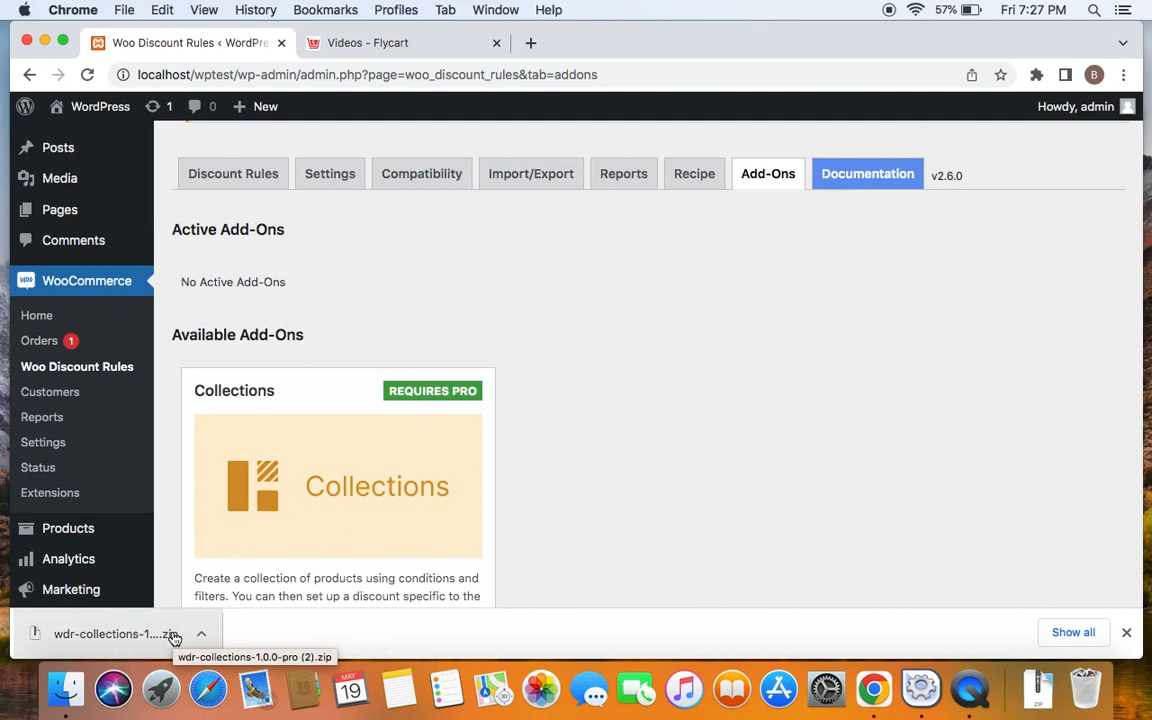 Chrome File Edit View History Bookmarks Profiles Tab Window Help 57% Fri 7:27 PM
Woo Discount Rules ‹ WordPre
Videos - Flycart
localhost/wptest/wp-admin/admin.php?page=woo_discount_rules&tab=addons
B
WordPress 1 0 New Howdy, admin
Posts
Media
Pages
Comments
WooCommerce
Home
Orders 1
Woo Discount Rules
Customers
Reports
Settings
Status
Extensions
Products
Analytics
Marketing
Discount Rules Settings Compatibility Import/Export Reports Recipe Add-Ons Documentation v2.6.0
Active Add-Ons
No Active Add-Ons
Available Add-Ons
Collections REQUIRES PRO
Collections
Create a collection of products using conditions and
filters. You can then set up a discount specific to the
wdr-collections-1....zip
Show all
wdr-collections-1.0.0-pro (2).zip
MAY
19
ZIP